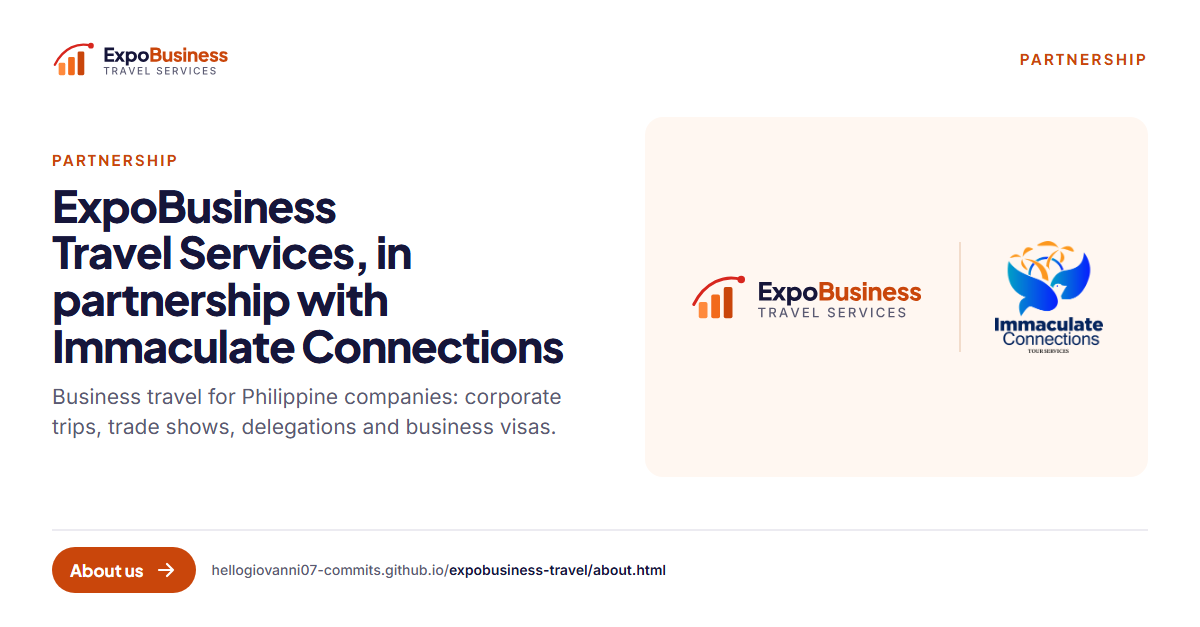 ExpoBusiness
TRAVEL SERVICES
PARTNERSHIP
PARTNERSHIP
ExpoBusiness
Travel Services, in
partnership with
Immaculate Connections
Business travel for Philippine companies: corporate
trips, trade shows, delegations and business visas.
ExpoBusiness
TRAVEL SERVICES
Immaculate
Connections
TOUR SERVICES
About us →
hellogiovanni07-commits.github.io/expobusiness-travel/about.html